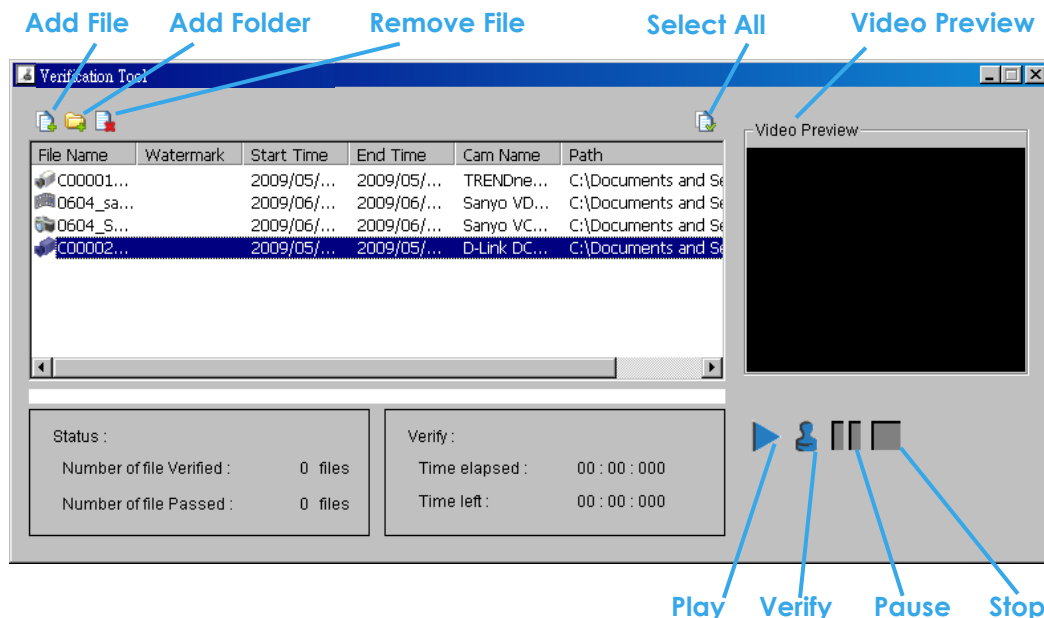 Add File Add Folder Remove File Select All Video Preview
Verification Tool
Video Preview
File Name Watermark Start Time End Time Cam Name Path
C00001... 2009/05/... 2009/05/... TRENDne... C:\Documents and Se
0604_sa... 2009/06/... 2009/06/... Sanyo VD... C:\Documents and Se
0604_S... 2009/06/... 2009/06/... Sanyo VC... C:\Documents and Se
C00002... 2009/05/... 2009/05/... D-Link DC... C:\Documents and Se
Status :
Number of file Verified : 0 files
Number of file Passed : 0 files
Verify :
Time elapsed : 00 : 00 : 000
Time left : 00 : 00 : 000
Play Verify Pause Stop